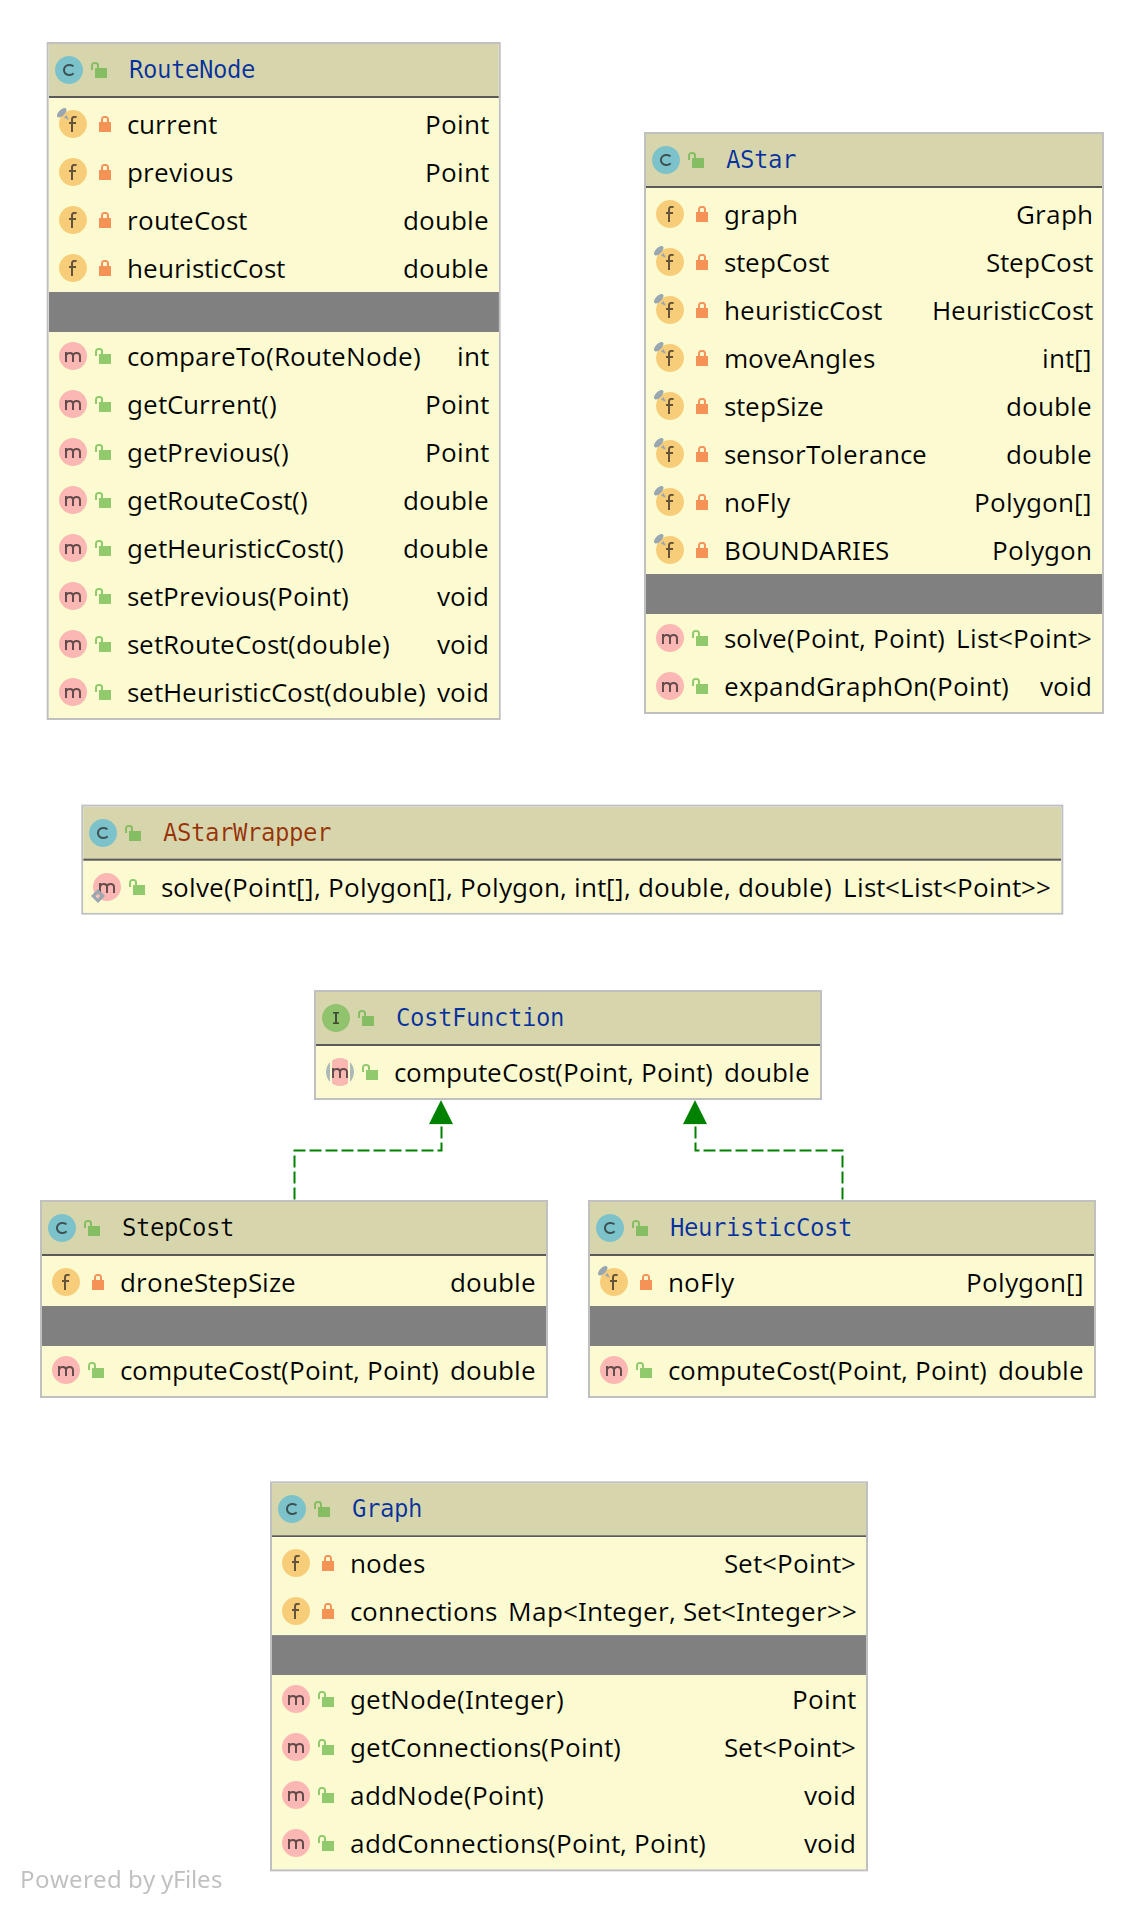 RouteNode
current Point
previous Point
routeCost double
heuristicCost double
compareTo(RouteNode) int
getCurrent() Point
getPrevious() Point
getRouteCost() double
getHeuristicCost() double
setPrevious(Point) void
setRouteCost(double) void
setHeuristicCost(double) void
AStar
graph Graph
stepCost StepCost
heuristicCost HeuristicCost
moveAngles int[]
stepSize double
sensorTolerance double
noFly Polygon[]
BOUNDARIES Polygon
solve(Point, Point) List<Point>
expandGraphOn(Point) void
AStarWrapper
solve(Point[], Polygon[], Polygon, int[], double, double) List<List<Point>>
CostFunction
computeCost(Point, Point) double
StepCost
droneStepSize double
computeCost(Point, Point) double
HeuristicCost
noFly Polygon[]
computeCost(Point, Point) double
Graph
nodes Set<Point>
connections Map<Integer, Set<Integer>>
getNode(Integer) Point
getConnections(Point) Set<Point>
addNode(Point) void
addConnections(Point, Point) void
Powered by yFiles